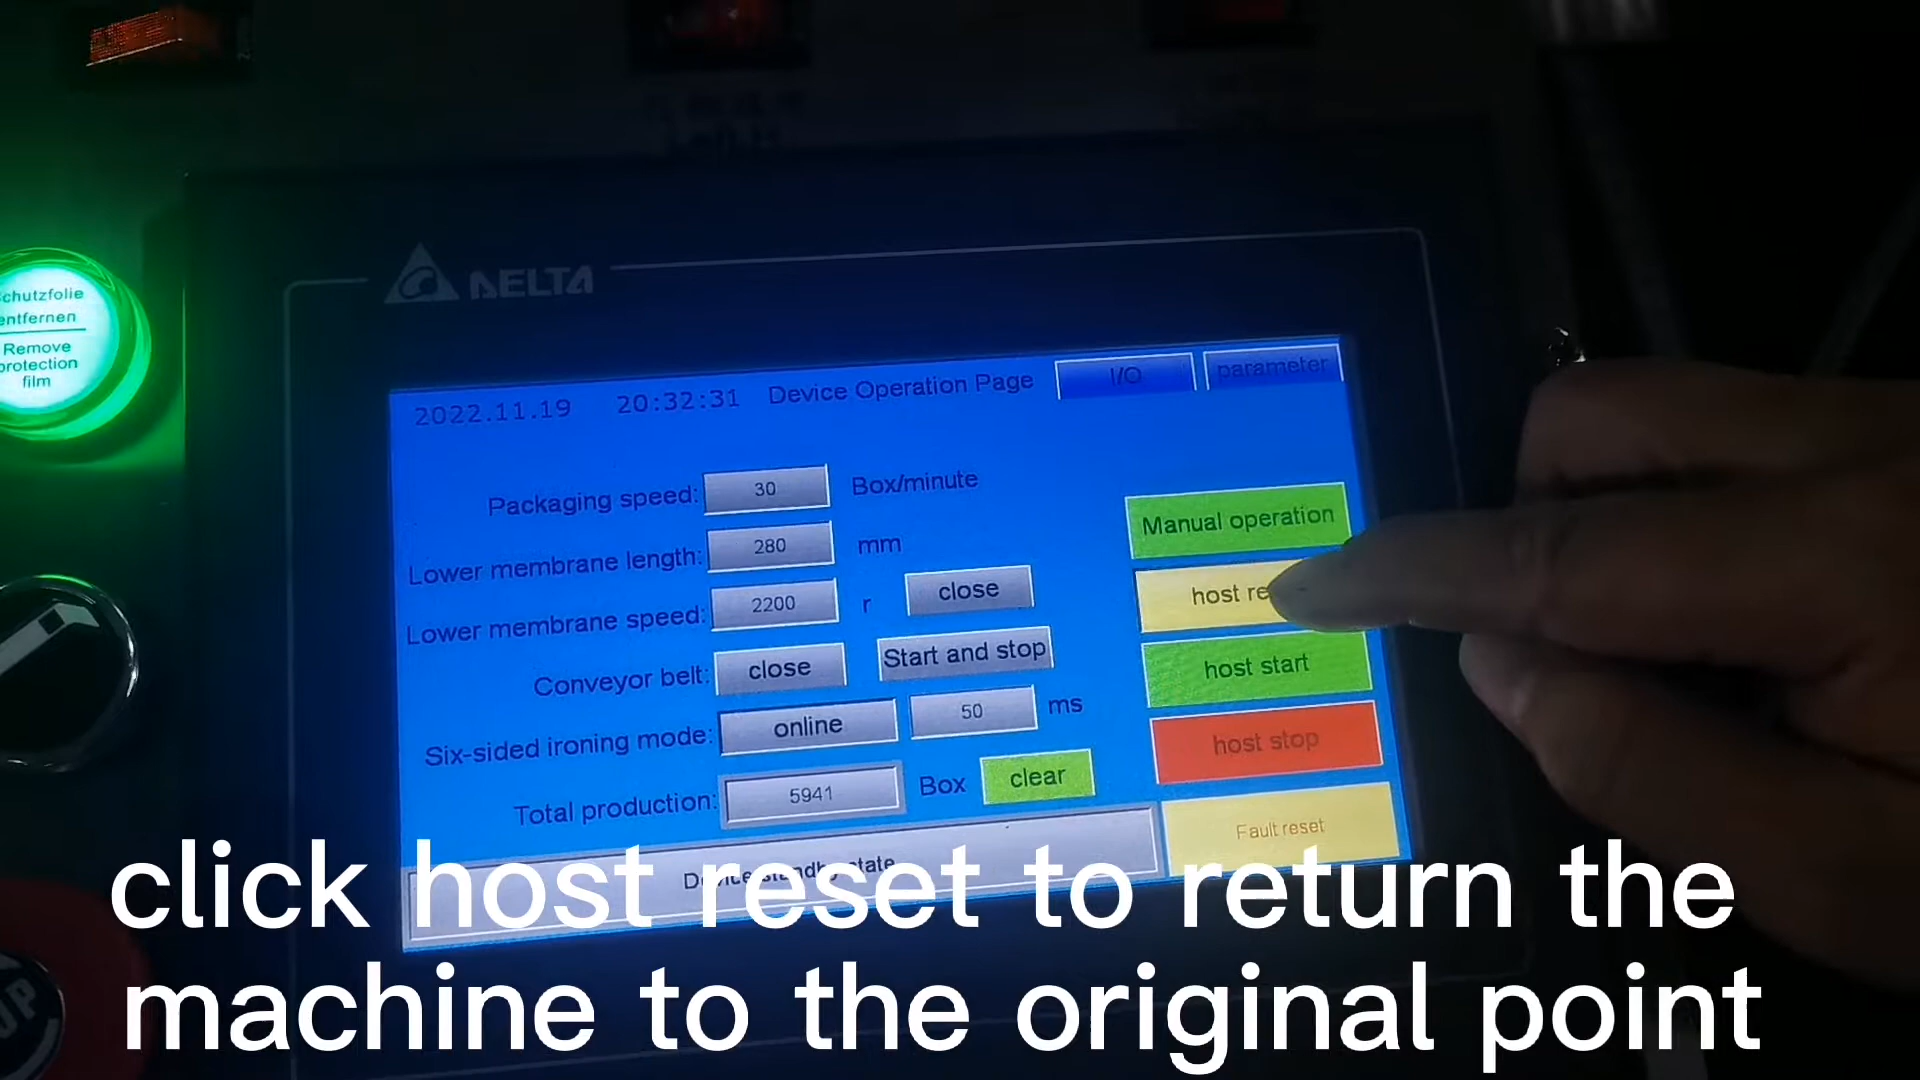 Schutzfolie
entfernen
Remove
protection
film
DELTA
2022.11.19 20:32:31 Device Operation Page I/O parameter
Packaging speed: 30 Box/minute
Manual operation
Lower membrane length: 280 mm
host re
Lower membrane speed: 2200 r close
host start
Conveyor belt: close Start and stop
host stop
Six-sided ironing mode: online 50 ms
Total production: 5941 Box clear
Fault reset
Device standby state
click host reset to return the
machine to the original point